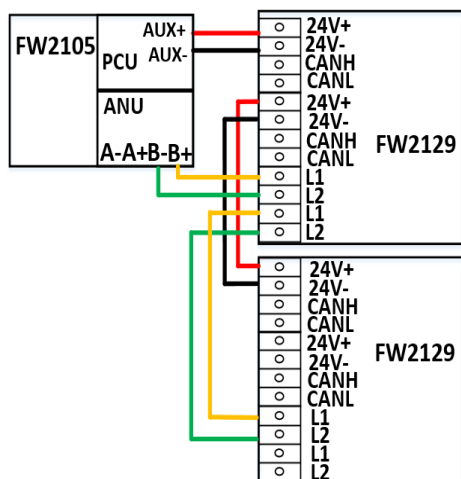 FW2105
PCU
AUX+
AUX-
ANU
A-A+B-B+
24V+
24V-
CANH
CANL
24V+
24V-
CANH
CANL
L1
L2
L1
L2
FW2129
24V+
24V-
CANH
CANL
24V+
24V-
CANH
CANL
L1
L2
L1
L2
FW2129